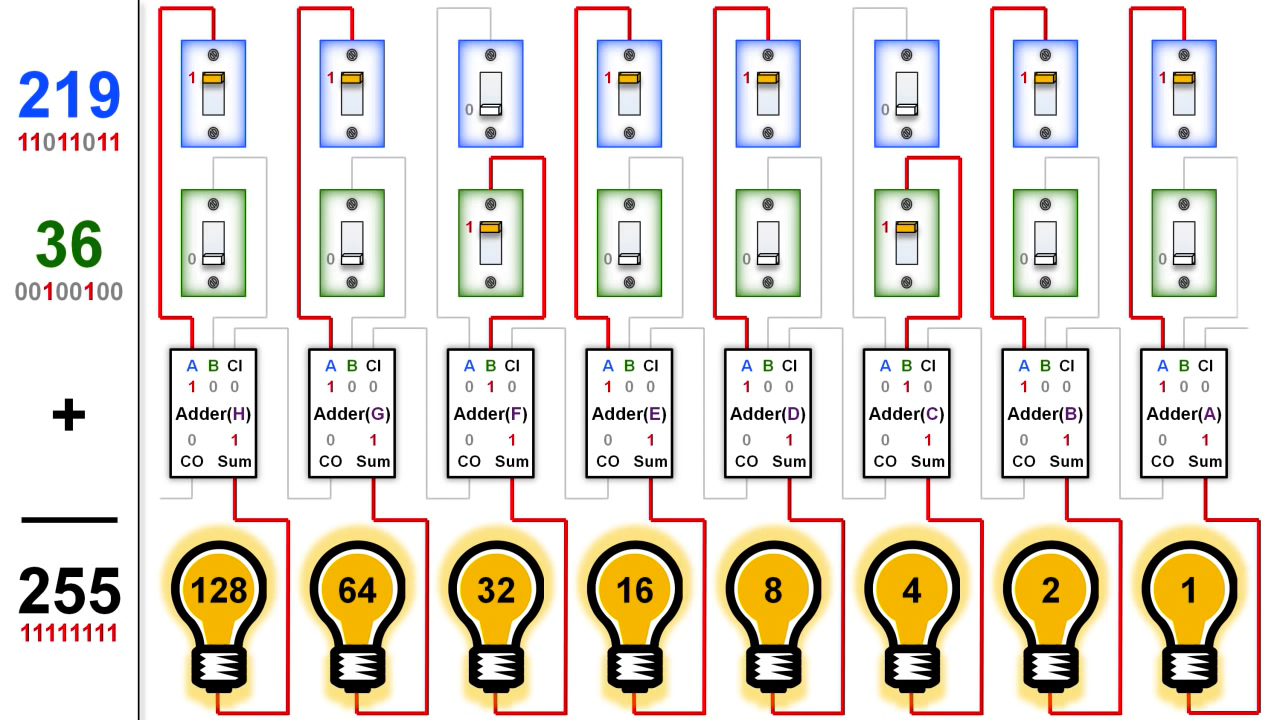 219
11011011
1 1 0 1 1 0 1 1
36
00100100
0 0 1 0 0 1 0 0
+
A B CI A B CI A B CI A B CI A B CI A B CI A B CI A B CI
1 0 0 1 0 0 0 1 0 1 0 0 1 0 0 0 1 0 1 0 0 1 0 0
Adder(H) Adder(G) Adder(F) Adder(E) Adder(D) Adder(C) Adder(B) Adder(A)
0 1 0 1 0 1 0 1 0 1 0 1 0 1 0 1
CO Sum CO Sum CO Sum CO Sum CO Sum CO Sum CO Sum CO Sum
255
11111111
128 64 32 16 8 4 2 1